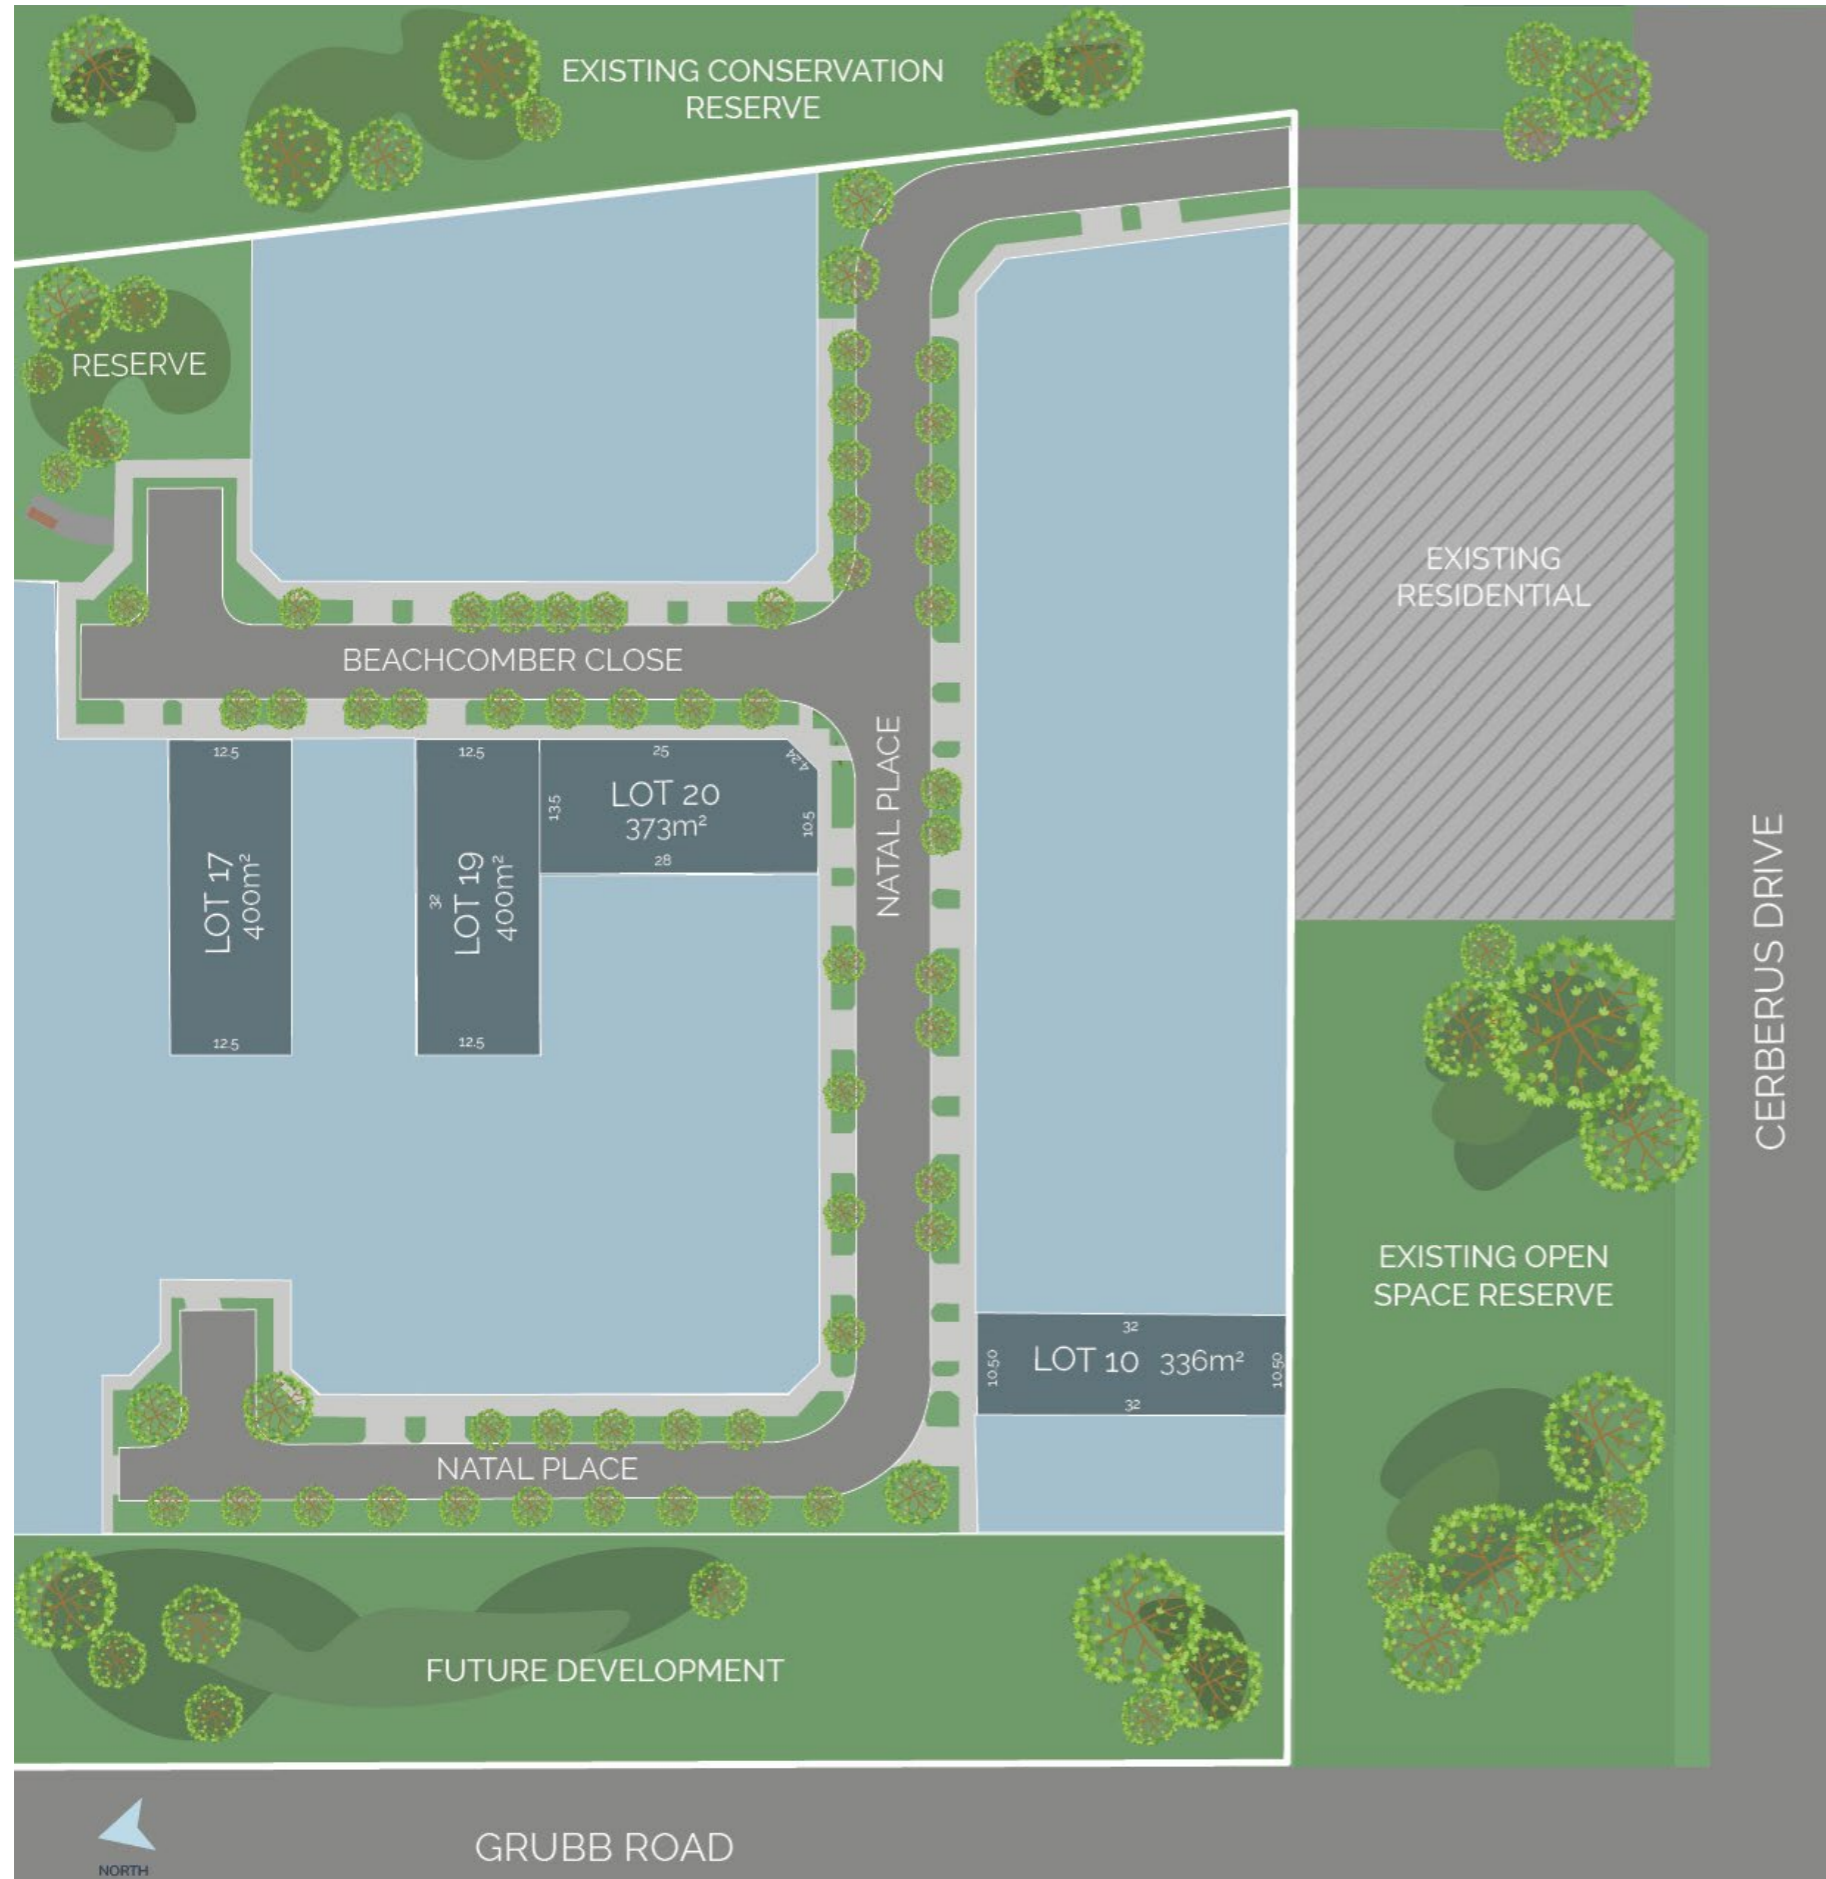 EXISTING CONSERVATION
RESERVE
RESERVE
EXISTING
RESIDENTIAL
BEACHCOMBER CLOSE
NATAL PLACE
CERBERUS DRIVE
12.5
LOT 17
400m²
12.5
12.5
32
LOT 19
400m²
12.5
25
4.24
LOT 20
373m²
13.5
10.5
28
EXISTING OPEN
SPACE RESERVE
32
10.50
LOT 10 336m²
10.50
32
NATAL PLACE
FUTURE DEVELOPMENT
GRUBB ROAD
NORTH